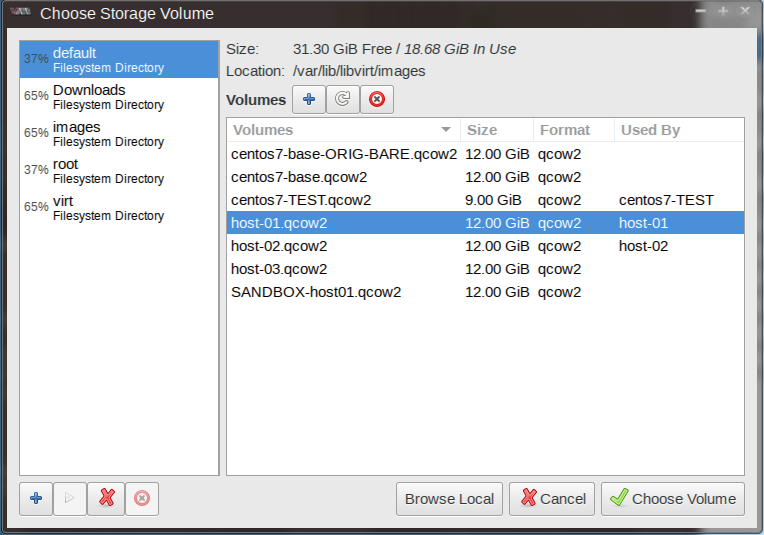 Choose Storage Volume
37% default
Filesystem Directory
65% Downloads
Filesystem Directory
65% images
Filesystem Directory
37% root
Filesystem Directory
65% virt
Filesystem Directory
Size: 31.30 GiB Free / 18.68 GiB In Use
Location: /var/lib/libvirt/images
Volumes
Volumes Size Format Used By
centos7-base-ORIG-BARE.qcow2 12.00 GiB qcow2
centos7-base.qcow2 12.00 GiB qcow2
centos7-TEST.qcow2 9.00 GiB qcow2 centos7-TEST
host-01.qcow2 12.00 GiB qcow2 host-01
host-02.qcow2 12.00 GiB qcow2 host-02
host-03.qcow2 12.00 GiB qcow2
SANDBOX-host01.qcow2 12.00 GiB qcow2
Browse Local Cancel Choose Volume